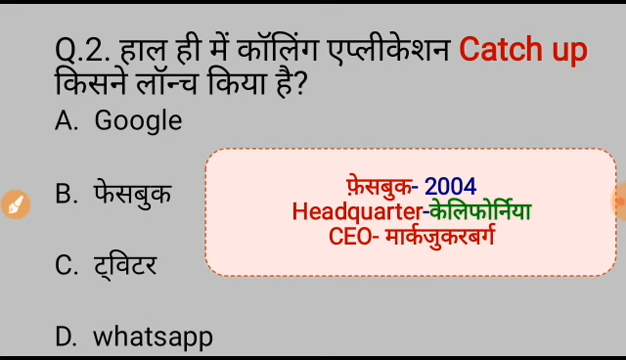 Q.2. हाल ही में कॉलिंग एप्लीकेशन Catch up
किसने लॉन्च किया है?
A. Google
B. फेसबुक
C. ट्विटर
D. whatsapp
फ़ेसबुक- 2004
Headquarter-केलिफोर्निया
CEO- मार्कजुकरबर्ग